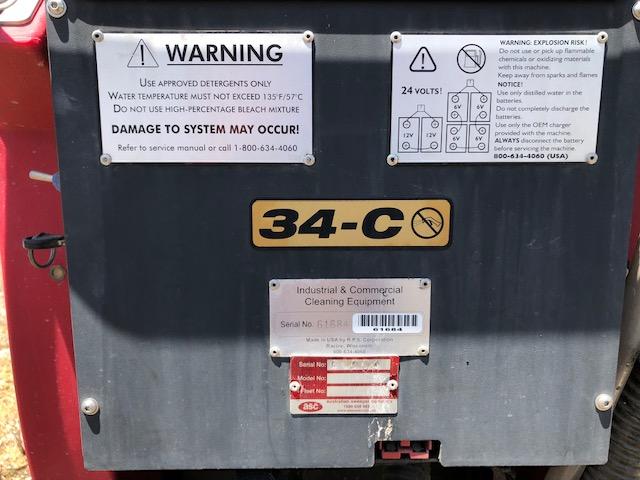 WARNING
USE APPROVED DETERGENTS ONLY
WATER TEMPERATURE MUST NOT EXCEED 135°F/57°C
DO NOT USE HIGH-PERCENTAGE BLEACH MIXTURE
DAMAGE TO SYSTEM MAY OCCUR!
Refer to service manual or call 1-800-634-4060
24 VOLTS!
12V 12V
6V 6V
6V 6V
WARNING: EXPLOSION RISK!
Do not use or pick up flammable
chemicals or oxidizing materials
with this machine.
Keep away from sparks and flames
NOTICE!
Use only distilled water in the
batteries.
Do not completely discharge the
batteries.
Use only the OEM charger
provided with the machine.
ALWAYS disconnect the battery
before servicing the machine.
800-634-4060 (USA)
34-C
Industrial & Commercial
Cleaning Equipment
Serial No. 61684
61684
Made in USA by R.P.S. Corporation
Racine, Wisconsin
800-634-4060
Serial No:
Model No:
Fleet No:
asc